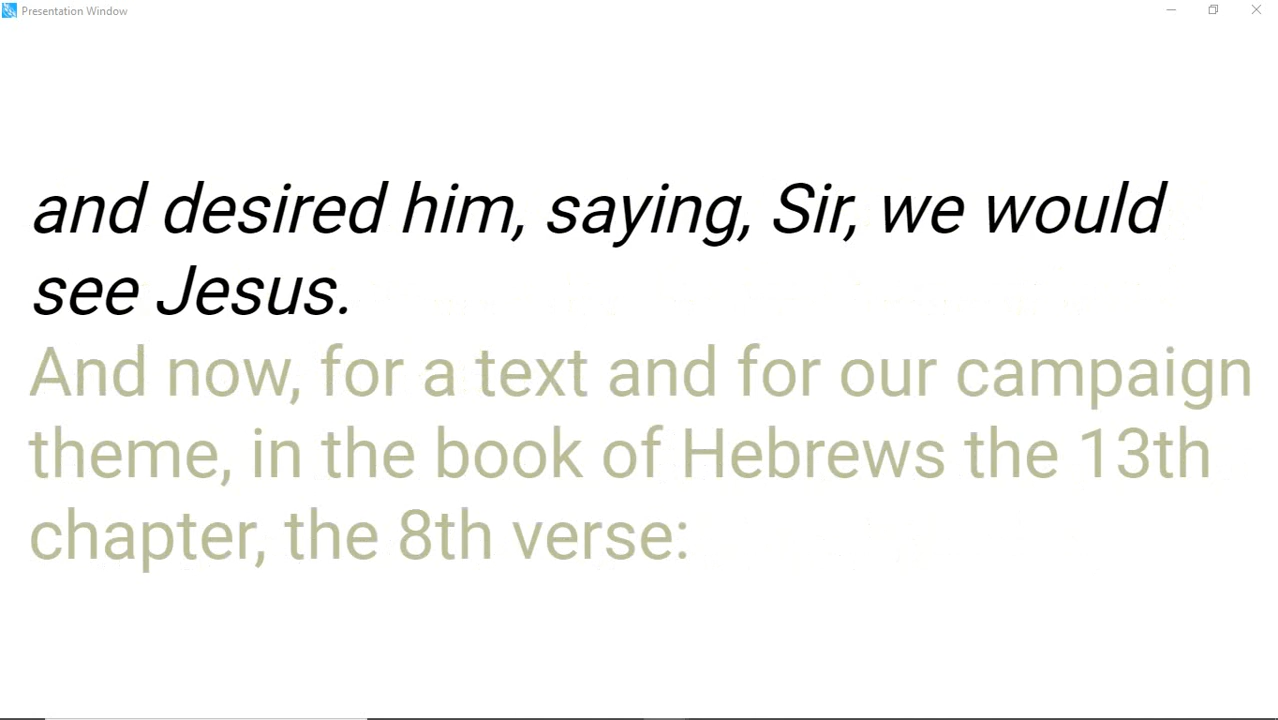 Presentation Window
and desired him, saying, Sir, we would
see Jesus.
And now, for a text and for our campaign
theme, in the book of Hebrews the 13th
chapter, the 8th verse: